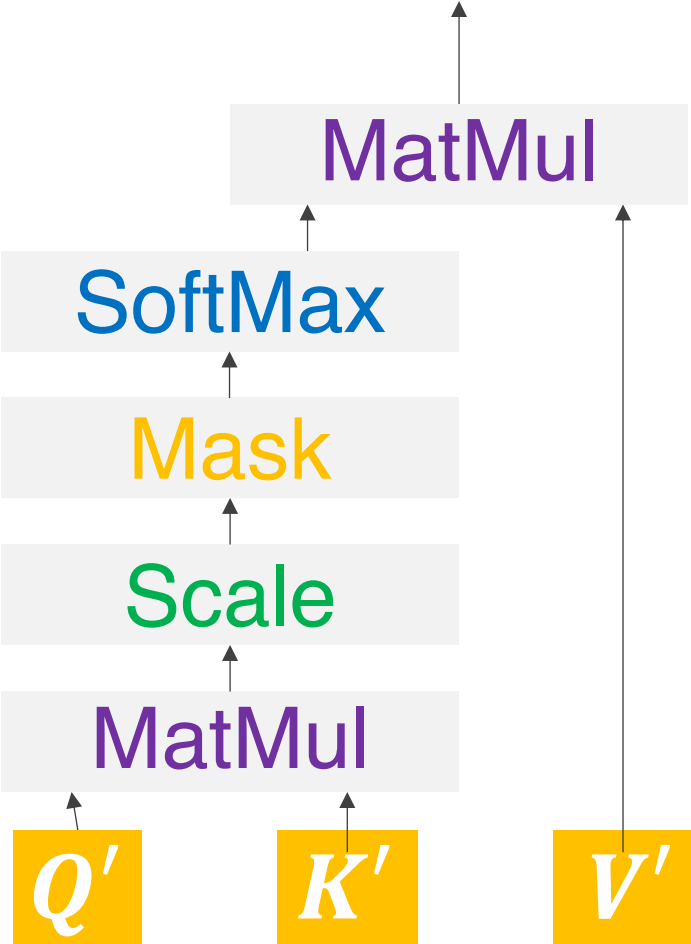 MatMul
SoftMax
Mask
Scale
MatMul
Q′ K′ V′